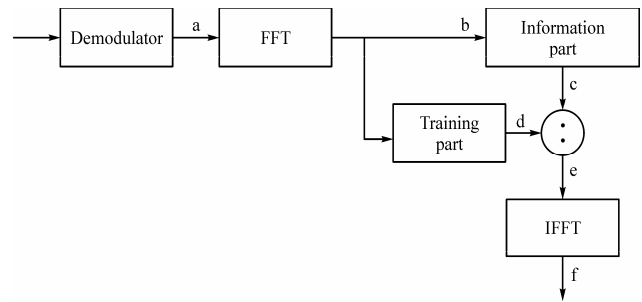 a
b
Demodulator
FFT
Information
part
c
Training
part
d
:
e
IFFT
f